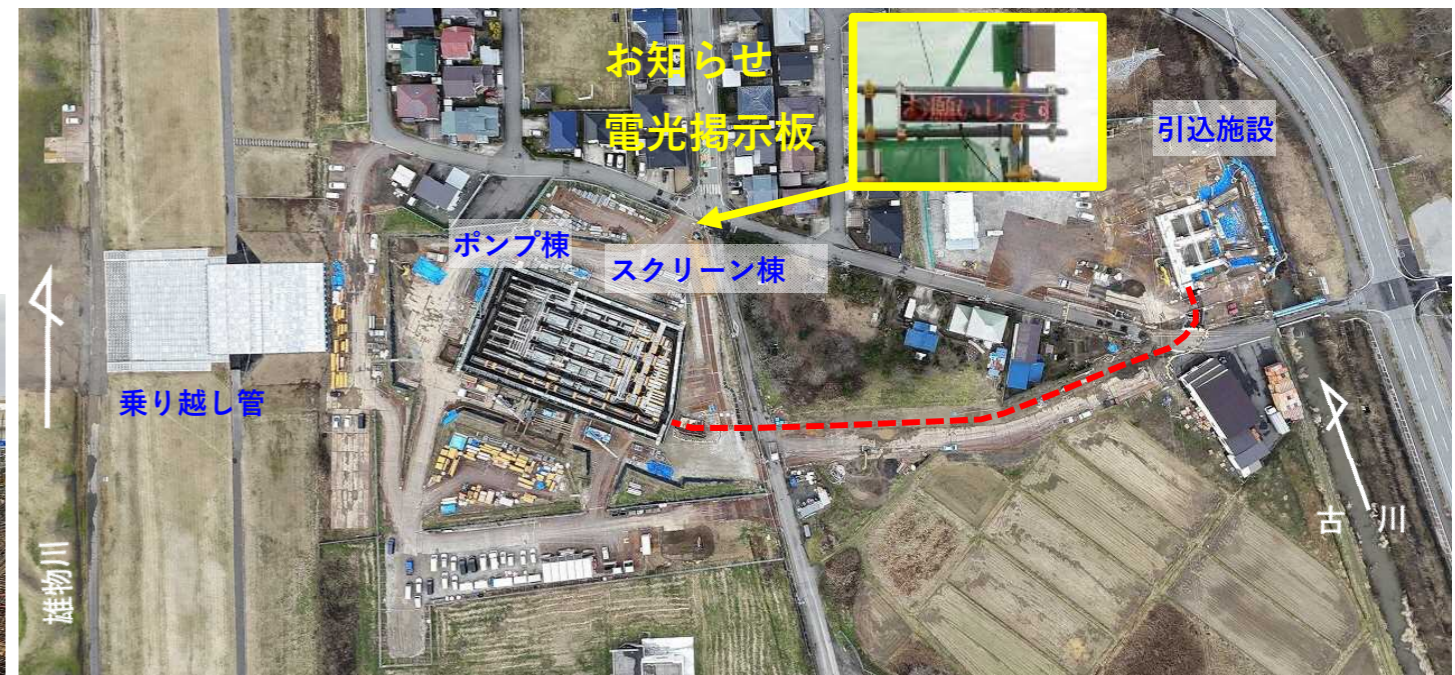 お知らせ
電光掲示板
お願いします
引込施設
ポンプ棟
スクリーン棟
乗り越し管
雄物川
古川